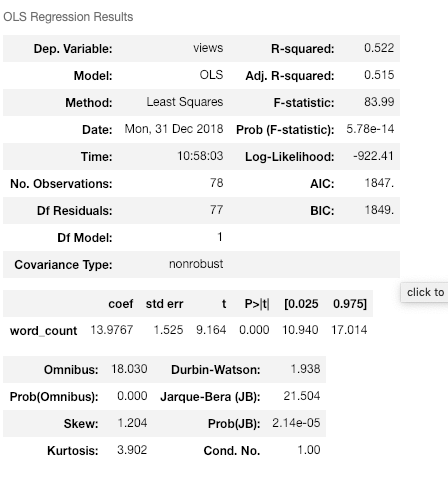 OLS Regression Results
Dep. Variable: views R-squared: 0.522
Model: OLS Adj. R-squared: 0.515
Method: Least Squares F-statistic: 83.99
Date: Mon, 31 Dec 2018 Prob (F-statistic): 5.78e-14
Time: 10:58:03 Log-Likelihood: -922.41
No. Observations: 78 AIC: 1847.
Df Residuals: 77 BIC: 1849.
Df Model: 1
Covariance Type: nonrobust
click to
coef std err t P>|t| [0.025 0.975]
word_count 13.9767 1.525 9.164 0.000 10.940 17.014
Omnibus: 18.030 Durbin-Watson: 1.938
Prob(Omnibus): 0.000 Jarque-Bera (JB): 21.504
Skew: 1.204 Prob(JB): 2.14e-05
Kurtosis: 3.902 Cond. No. 1.00